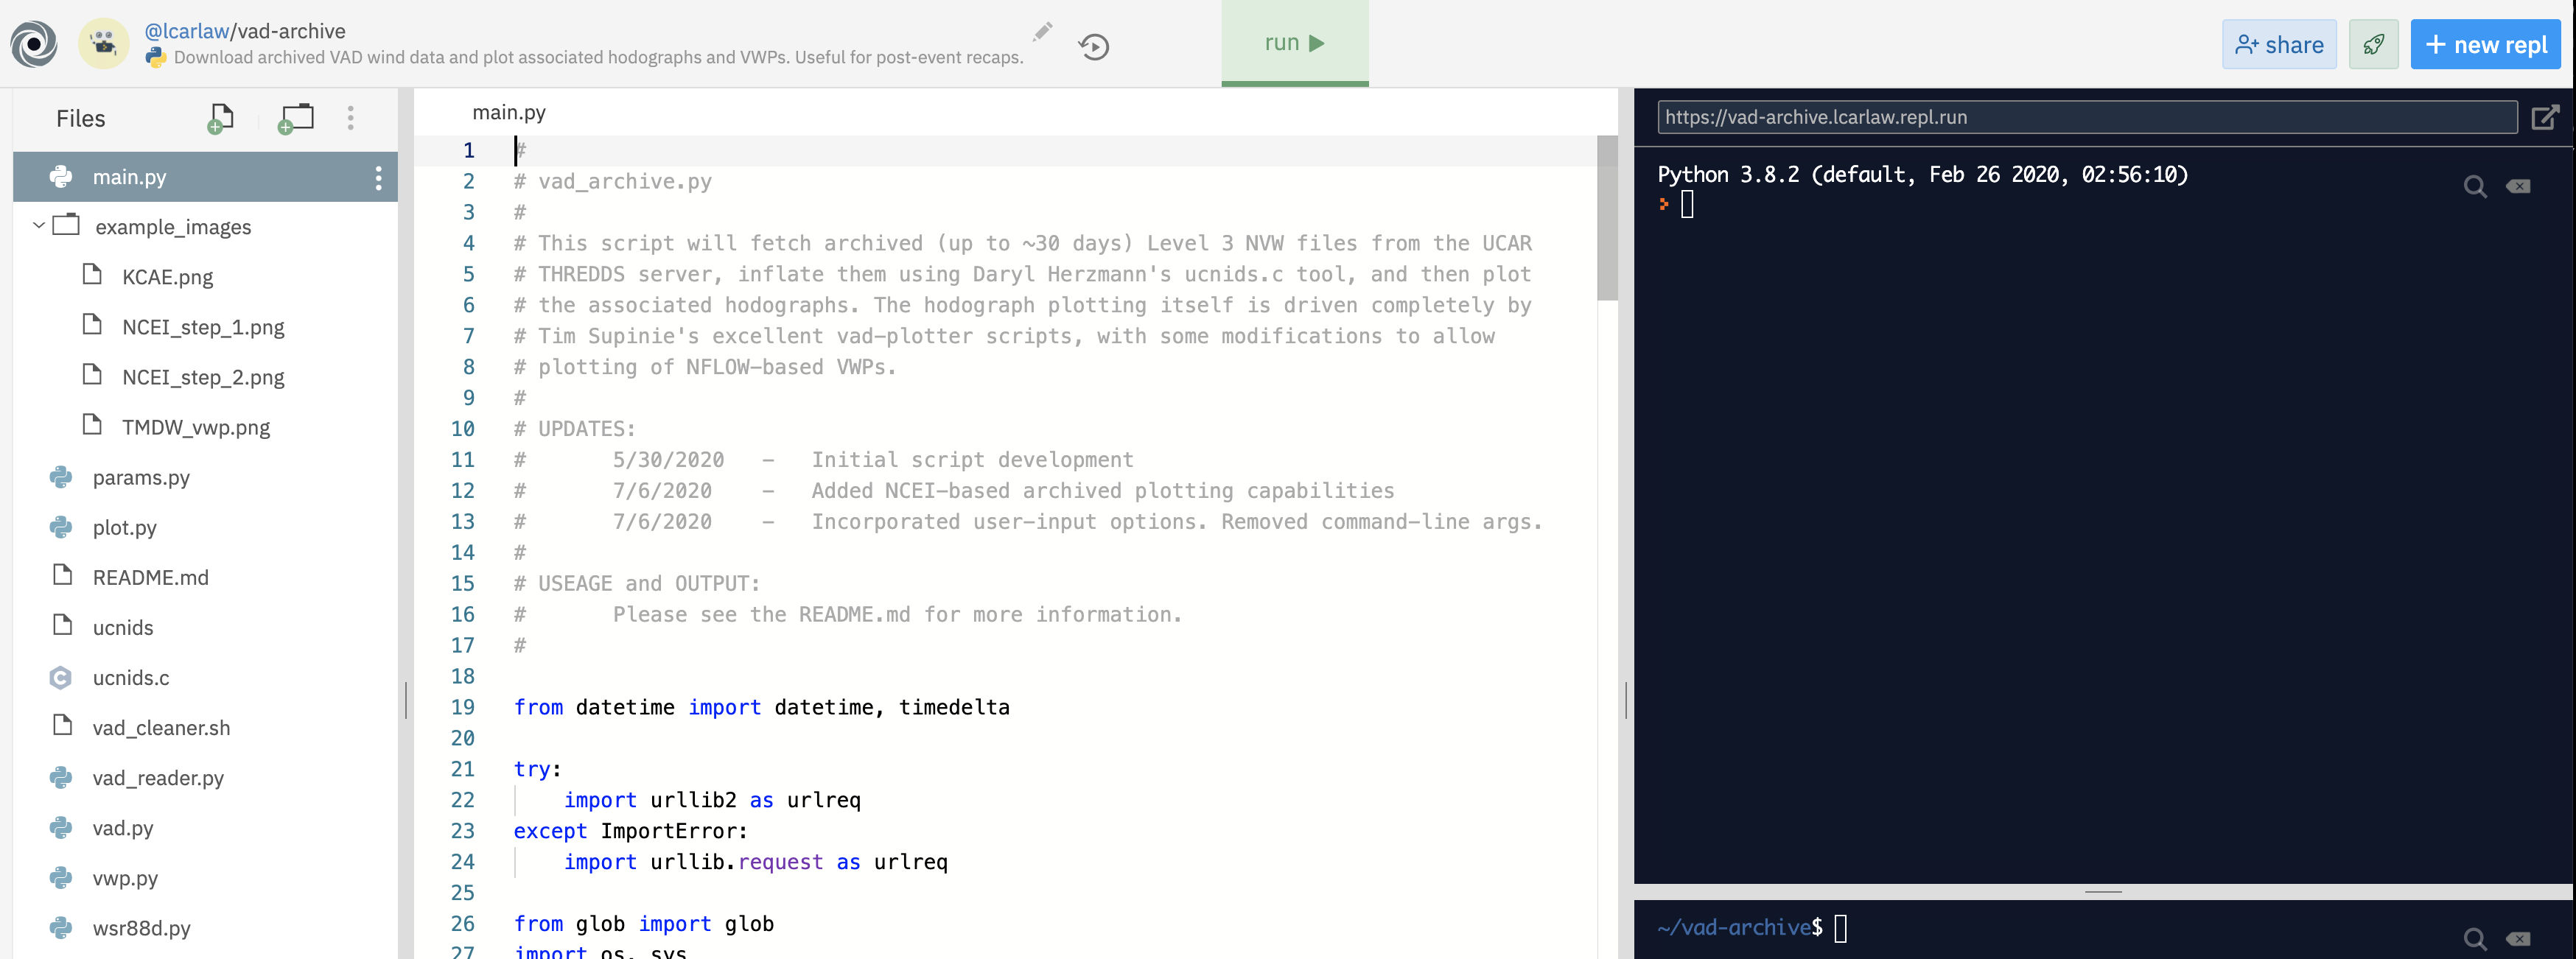 @lcarlaw/vad-archive
Download archived VAD wind data and plot associated hodographs and VWPs. Useful for post-event recaps.
run
share
+ new repl
Files
main.py
example_images
KCAE.png
NCEI_step_1.png
NCEI_step_2.png
TMDW_vwp.png
params.py
plot.py
README.md
ucnids
ucnids.c
vad_cleaner.sh
vad_reader.py
vad.py
vwp.py
wsr88d.py
main.py
1 #
2 # vad_archive.py
3 #
4 # This script will fetch archived (up to ~30 days) Level 3 NVW files from the UCAR
5 # THREDDS server, inflate them using Daryl Herzmann's ucnids.c tool, and then plot
6 # the associated hodographs. The hodograph plotting itself is driven completely by
7 # Tim Supinie's excellent vad-plotter scripts, with some modifications to allow
8 # plotting of NFLOW-based VWPs.
9 #
10 # UPDATES:
11 # 5/30/2020 – Initial script development
12 # 7/6/2020 – Added NCEI-based archived plotting capabilities
13 # 7/6/2020 – Incorporated user-input options. Removed command-line args.
14 #
15 # USEAGE and OUTPUT:
16 # Please see the README.md for more information.
17 #
18
19 from datetime import datetime, timedelta
20
21 try:
22 import urllib2 as urlreq
23 except ImportError:
24 import urllib.request as urlreq
25
26 from glob import glob
27 import os, sys
https://vad-archive.lcarlaw.repl.run
Python 3.8.2 (default, Feb 26 2020, 02:56:10)
~/vad-archive$